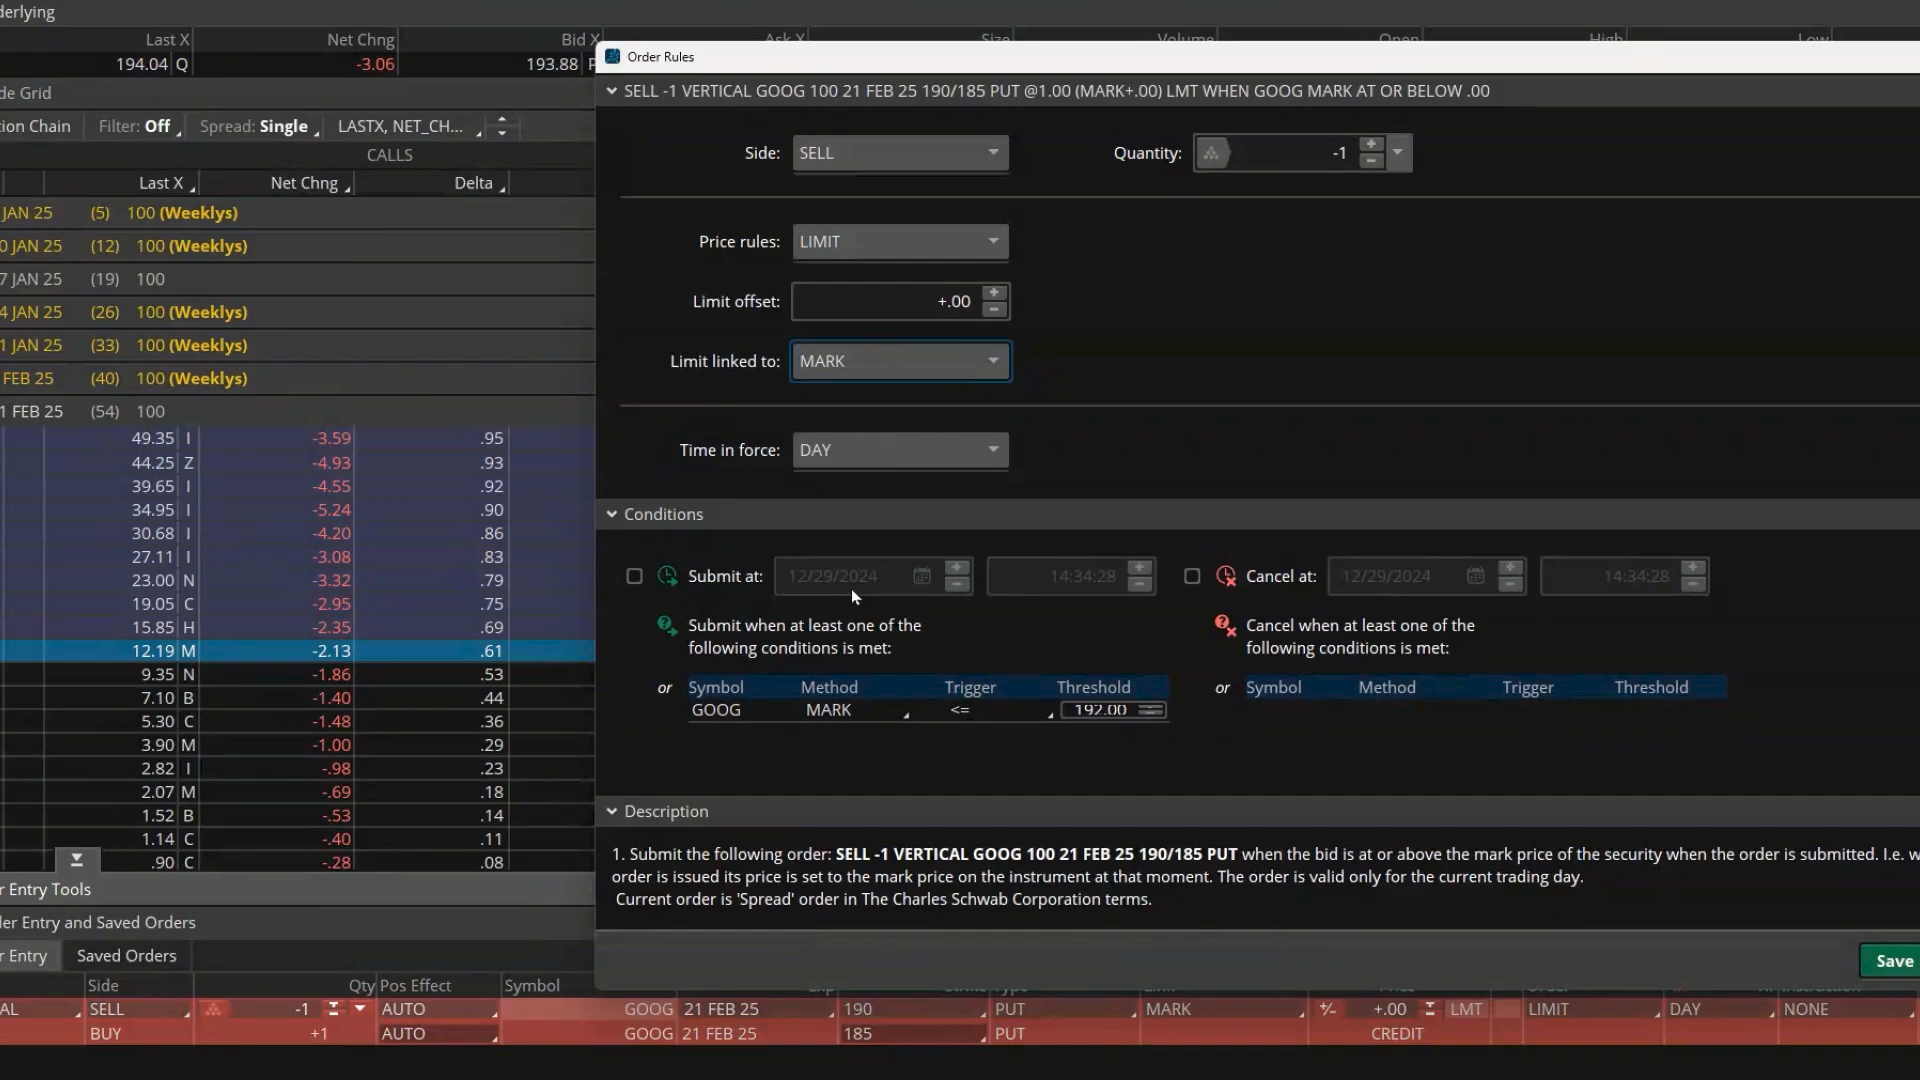 derlying
Last X Net Chng Bid X Ask X Size Volume Open High Low
194.04 Q -3.06 193.88 P
Order Rules
de Grid
SELL -1 VERTICAL GOOG 100 21 FEB 25 190/185 PUT @1.00 (MARK+.00) LMT WHEN GOOG MARK AT OR BELOW .00
ion Chain Filter: Off Spread: Single LASTX, NET_CH...
CALLS
Last X Net Chng Delta
JAN 25 (5) 100 (Weeklys)
0 JAN 25 (12) 100 (Weeklys)
7 JAN 25 (19) 100
4 JAN 25 (26) 100 (Weeklys)
1 JAN 25 (33) 100 (Weeklys)
FEB 25 (40) 100 (Weeklys)
1 FEB 25 (54) 100
49.35 I -3.59 .95
44.25 Z -4.93 .93
39.65 I -4.55 .92
34.95 I -5.24 .90
30.68 I -4.20 .86
27.11 I -3.08 .83
23.00 N -3.32 .79
19.05 C -2.95 .75
15.85 H -2.35 .69
12.19 M -2.13 .61
9.35 N -1.86 .53
7.10 B -1.40 .44
5.30 C -1.48 .36
3.90 M -1.00 .29
2.82 I -.98 .23
2.07 M -.69 .18
1.52 B -.53 .14
1.14 C -.40 .11
.90 C -.28 .08
Side: SELL Quantity: -1
Price rules: LIMIT
Limit offset: +.00
Limit linked to: MARK
Time in force: DAY
Conditions
Submit at: 12/29/2024 14:34:28 Cancel at: 12/29/2024 14:34:28
Submit when at least one of the
following conditions is met:
Cancel when at least one of the
following conditions is met:
or Symbol Method Trigger Threshold
GOOG MARK <= 192.00
or Symbol Method Trigger Threshold
Description
1. Submit the following order: SELL -1 VERTICAL GOOG 100 21 FEB 25 190/185 PUT when the bid is at or above the mark price of the security when the order is submitted. I.e. w
order is issued its price is set to the mark price on the instrument at that moment. The order is valid only for the current trading day.
Current order is 'Spread' order in The Charles Schwab Corporation terms.
Save
r Entry Tools
der Entry and Saved Orders
r Entry Saved Orders
Side Qty Pos Effect Symbol
AL SELL -1 AUTO GOOG 21 FEB 25 190 PUT MARK +/- +.00 LMT LIMIT DAY NONE
BUY +1 AUTO GOOG 21 FEB 25 185 PUT CREDIT